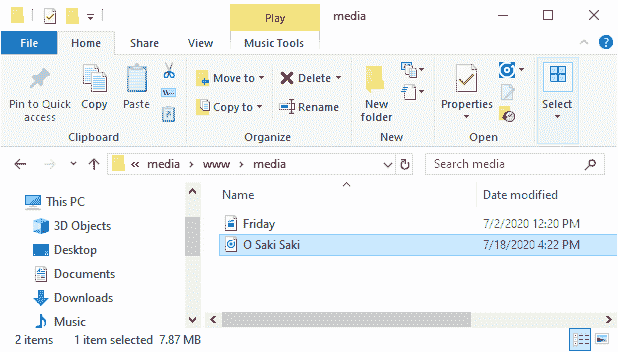 Play media
File Home Share View Music Tools
Pin to Quick access Copy Paste Move to Copy to Delete Rename New folder Properties Select
Clipboard Organize New Open
« media > www > media Search media
This PC
3D Objects
Desktop
Documents
Downloads
Music
Name Date modified
Friday 7/2/2020 12:20 PM
O Saki Saki 7/18/2020 4:22 PM
2 items 1 item selected 7.87 MB